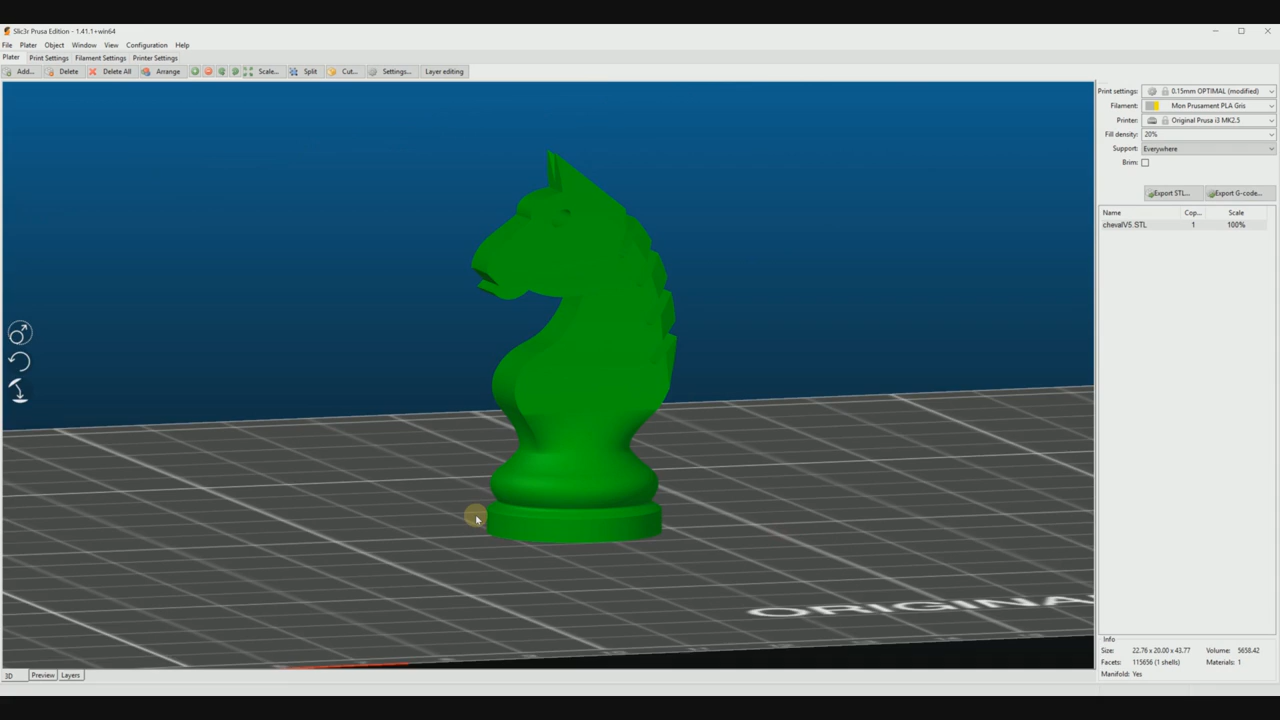 Slic3r Prusa Edition - 1.41.1+win64
File Plater Object Window View Configuration Help
Plater Print Settings Filament Settings Printer Settings
Add... Delete Delete All Arrange Scale... Split Cut... Settings... Layer editing
Print settings: 0.15mm OPTIMAL (modified)
Filament: Mon Prusament PLA Gris
Printer: Original Prusa i3 MK2.5
Fill density: 20%
Support: Everywhere
Brim:
Export STL... Export G-code...
Name Cop... Scale
chevalV5.STL 1 100%
ORIGINA
Info
Size: 22.76 x 20.00 x 43.77 Volume: 5658.42
Facets: 115656 (1 shells) Materials: 1
Manifold: Yes
3D Preview Layers